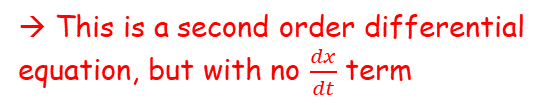 → This is a second order differential
equation, but with no dx/dt term